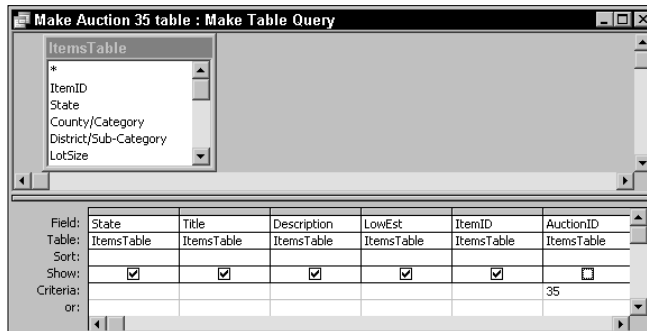 Make Auction 35 table : Make Table Query
ItemsTable
*
ItemID
State
County/Category
District/Sub-Category
LotSize
Field: State Title Description LowEst ItemID AuctionID
Table: ItemsTable ItemsTable ItemsTable ItemsTable ItemsTable ItemsTable
Sort:
Show:
Criteria: 35
or: